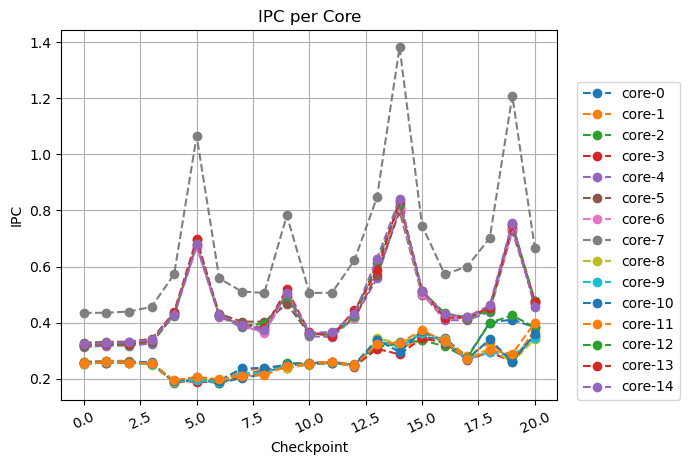 IPC per Core
IPC
1.4
1.2
1.0
0.8
0.6
0.4
0.2
0.0
2.5
5.0
7.5
10.0
12.5
15.0
17.5
20.0
Checkpoint
core-0
core-1
core-2
core-3
core-4
core-5
core-6
core-7
core-8
core-9
core-10
core-11
core-12
core-13
core-14